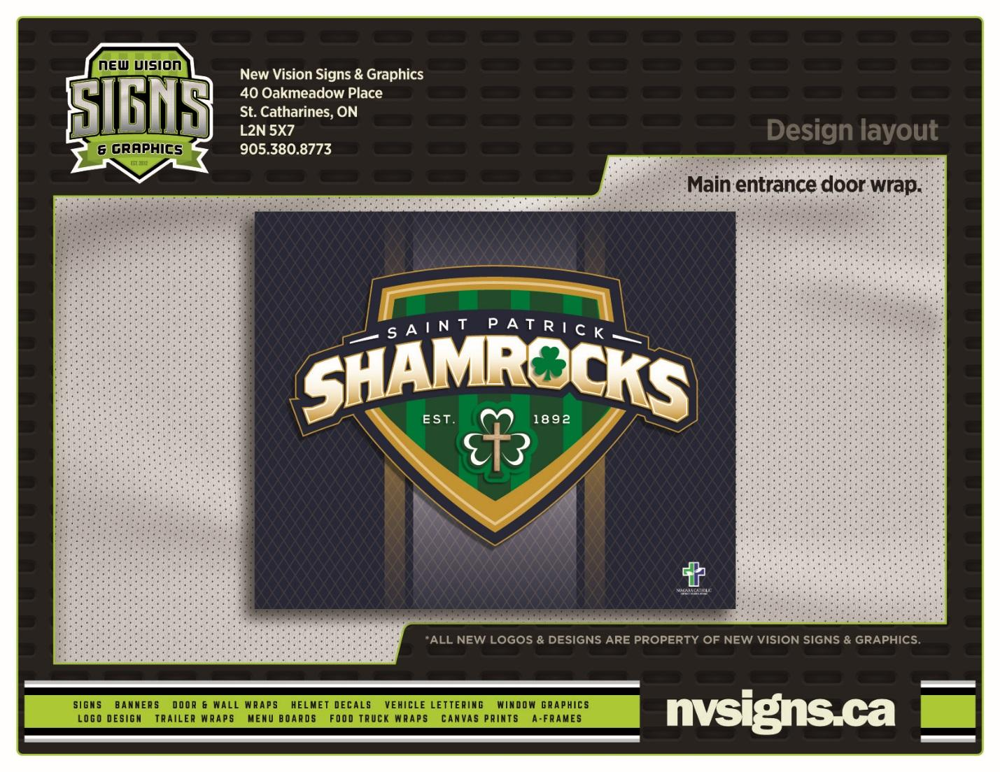 NEW VISION
SIGNS
& GRAPHICS
EST. 2012
New Vision Signs & Graphics
40 Oakmeadow Place
St. Catharines, ON
L2N 5X7
905.380.8773
Design layout
Main entrance door wrap.
SAINT PATRICK
SHAMROCKS
EST. 1892
NIAGARA CATHOLIC
*ALL NEW LOGOS & DESIGNS ARE PROPERTY OF NEW VISION SIGNS & GRAPHICS.
SIGNS BANNERS DOOR & WALL WRAPS HELMET DECALS VEHICLE LETTERING WINDOW GRAPHICS
LOGO DESIGN TRAILER WRAPS MENU BOARDS FOOD TRUCK WRAPS CANVAS PRINTS A-FRAMES
nvsigns.ca